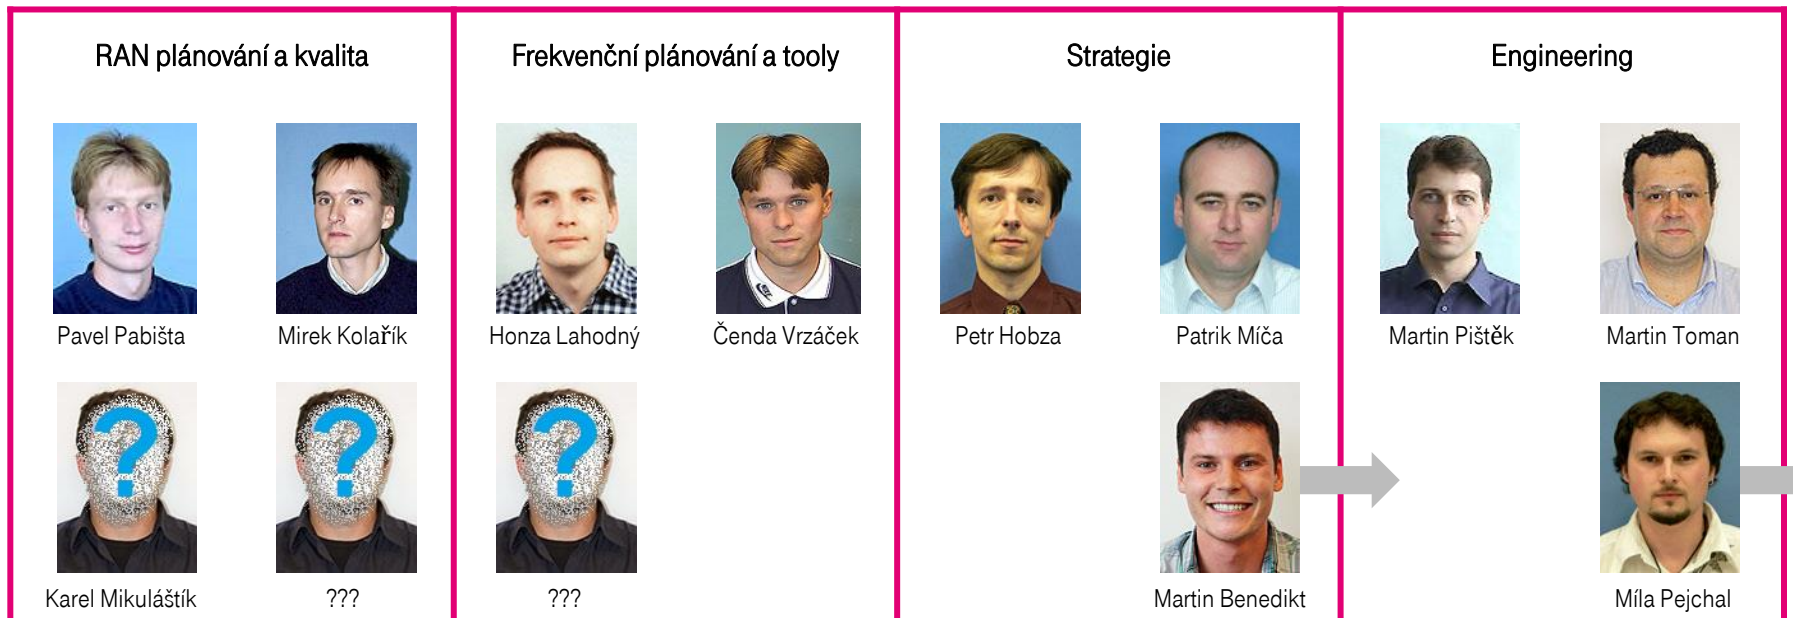 RAN plánování a kvalita
Frekvenční plánování a tooly
Strategie
Engineering
Pavel Pabišta
Mirek Kolařík
Honza Lahodný
Čenda Vrzáček
Petr Hobza
Patrik Míča
Martin Pištěk
Martin Toman
?
?
?
Karel Mikuláštík
???
???
Martin Benedikt
Míla Pejchal